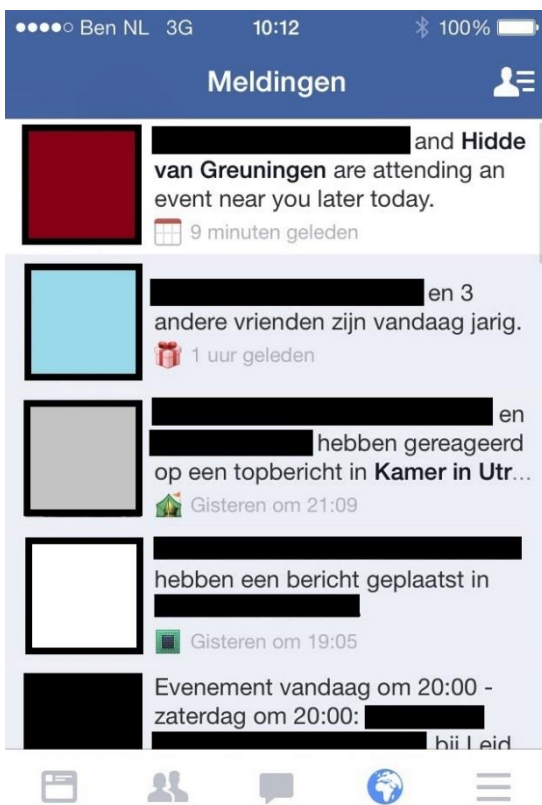 Ben NL 3G 10:12 100%
Meldingen
and Hidde
van Greuningen are attending an
event near you later today.
9 minuten geleden
en 3
andere vrienden zijn vandaag jarig.
1 uur geleden
en
hebben gereageerd
op een topbericht in Kamer in Utr...
Gisteren om 21:09
hebben een bericht geplaatst in
Gisteren om 19:05
Evenement vandaag om 20:00 -
zaterdag om 20:00:
bij Leid